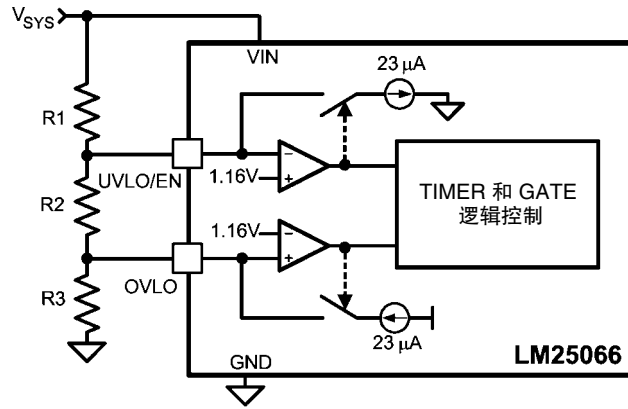 VSYS
VIN
23 μA
R1
UVLO/EN
1.16V
R2
TIMER 和 GATE
逻辑控制
1.16V
OVLO
R3
23 μA
GND
LM25066